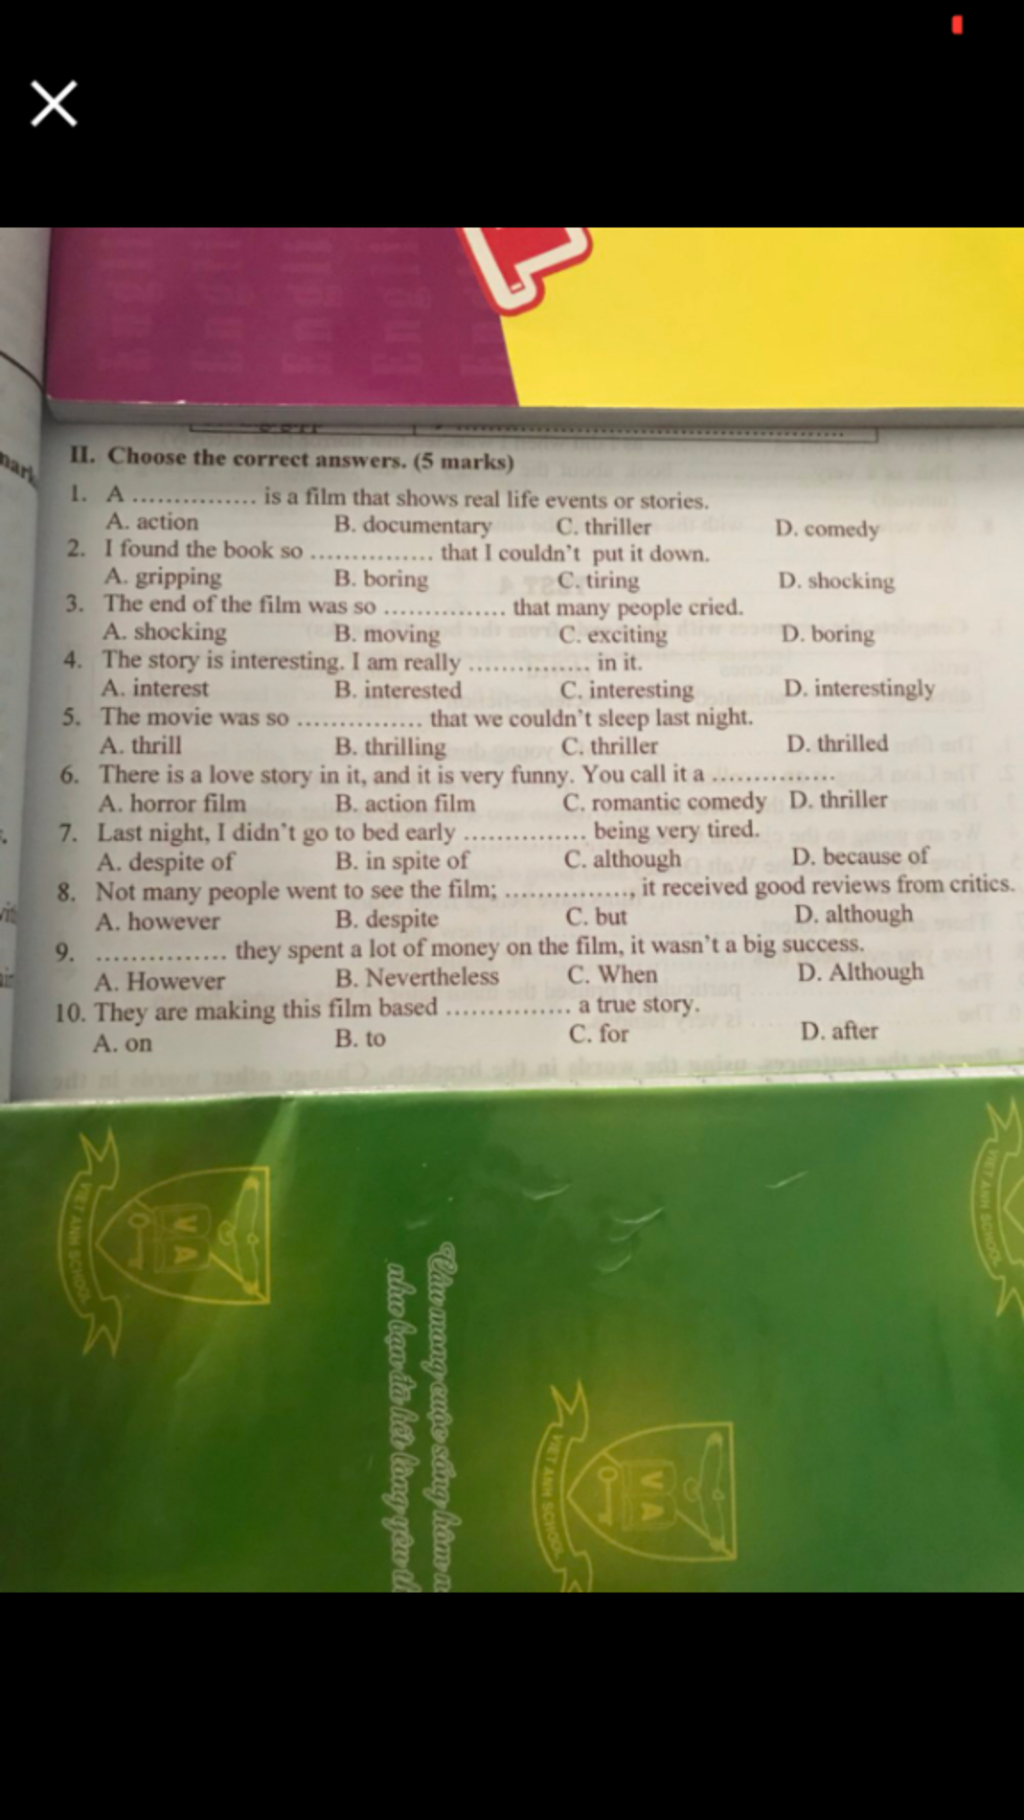 II. Choose the correct answers. (5 marks)
1. A .............. is a film that shows real life events or stories.
A. action B. documentary C. thriller D. comedy
2. I found the book so .............. that I couldn't put it down.
A. gripping B. boring C. tiring D. shocking
3. The end of the film was so .............. that many people cried.
A. shocking B. moving C. exciting D. boring
4. The story is interesting. I am really .............. in it.
A. interest B. interested C. interesting D. interestingly
5. The movie was so .............. that we couldn't sleep last night.
A. thrill B. thrilling C. thriller D. thrilled
6. There is a love story in it, and it is very funny. You call it a ..............
A. horror film B. action film C. romantic comedy D. thriller
7. Last night, I didn't go to bed early .............. being very tired.
A. despite of B. in spite of C. although D. because of
8. Not many people went to see the film; .............., it received good reviews from critics.
A. however B. despite C. but D. although
9. .............. they spent a lot of money on the film, it wasn't a big success.
A. However B. Nevertheless C. When D. Although
10. They are making this film based .............. a true story.
A. on B. to C. for D. after
VA
VIET ANH SCHOOL
VIET ANH SCHOOL
VA
VIET ANH SCHOOL